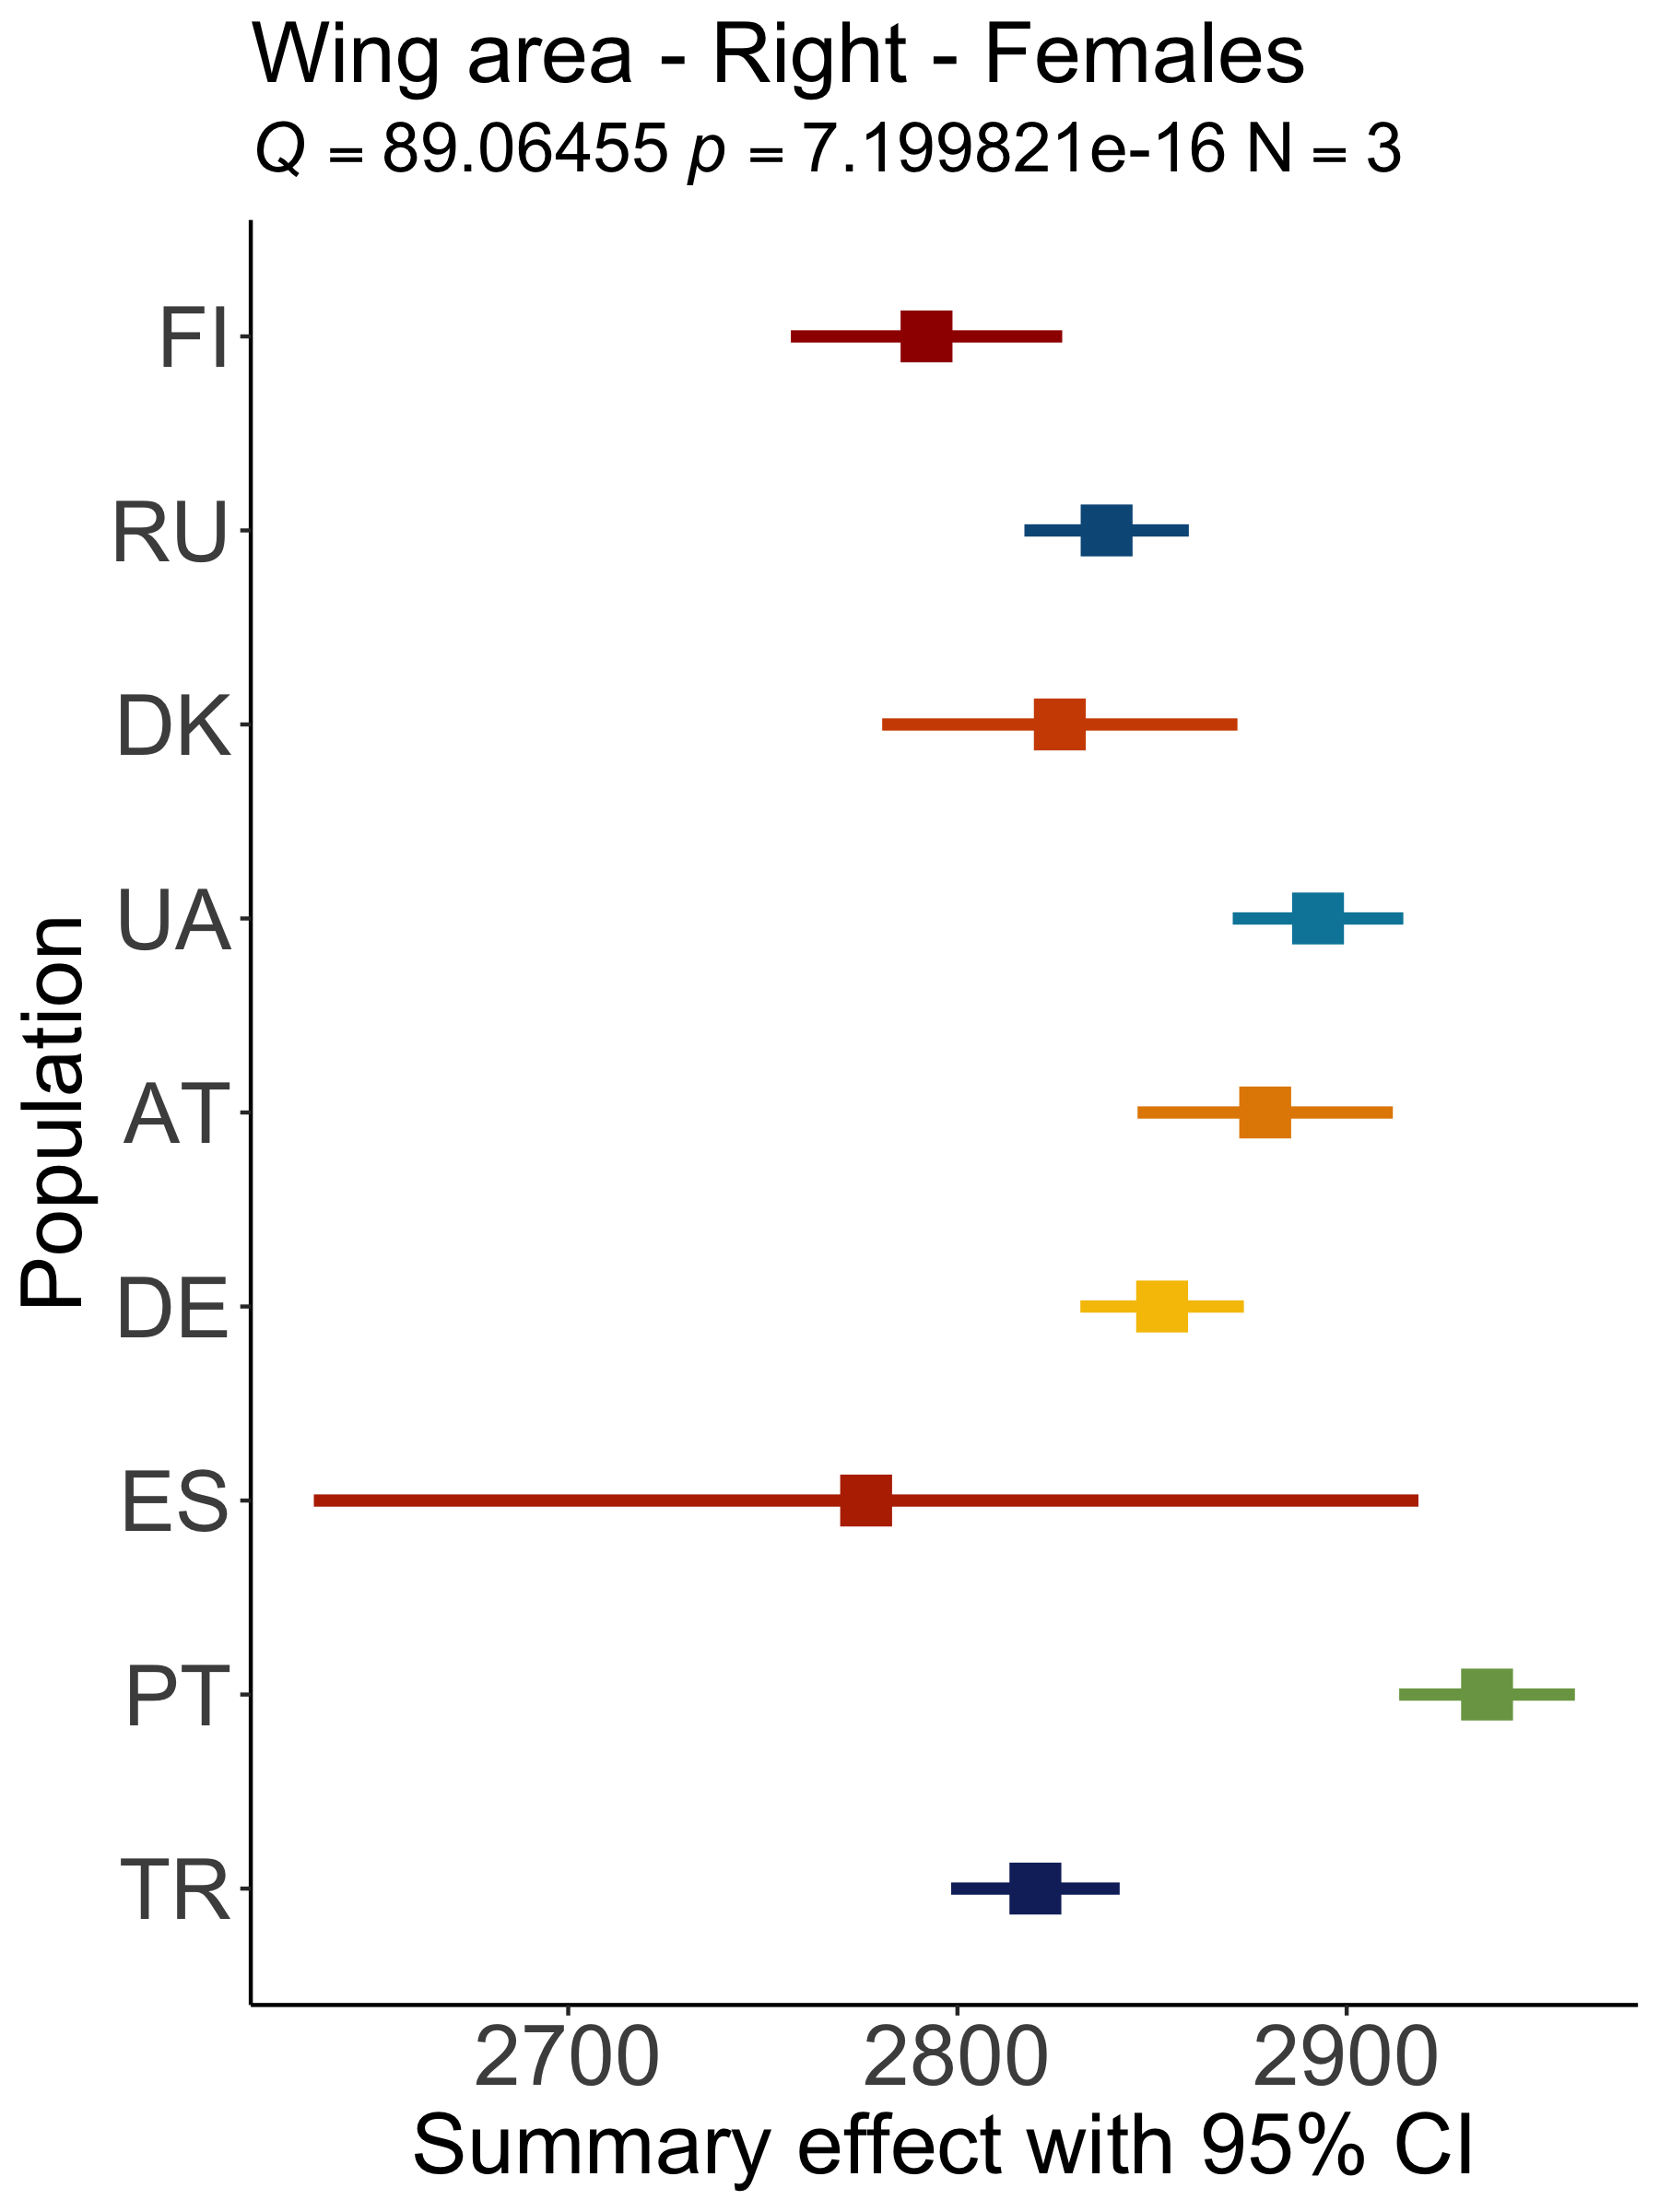 Wing area - Right - Females
Q = 89.06455 p = 7.199821e-16 N = 3
FI
RU
DK
UA
AT
DE
ES
PT
TR
Population
2700 2800 2900
Summary effect with 95% CI